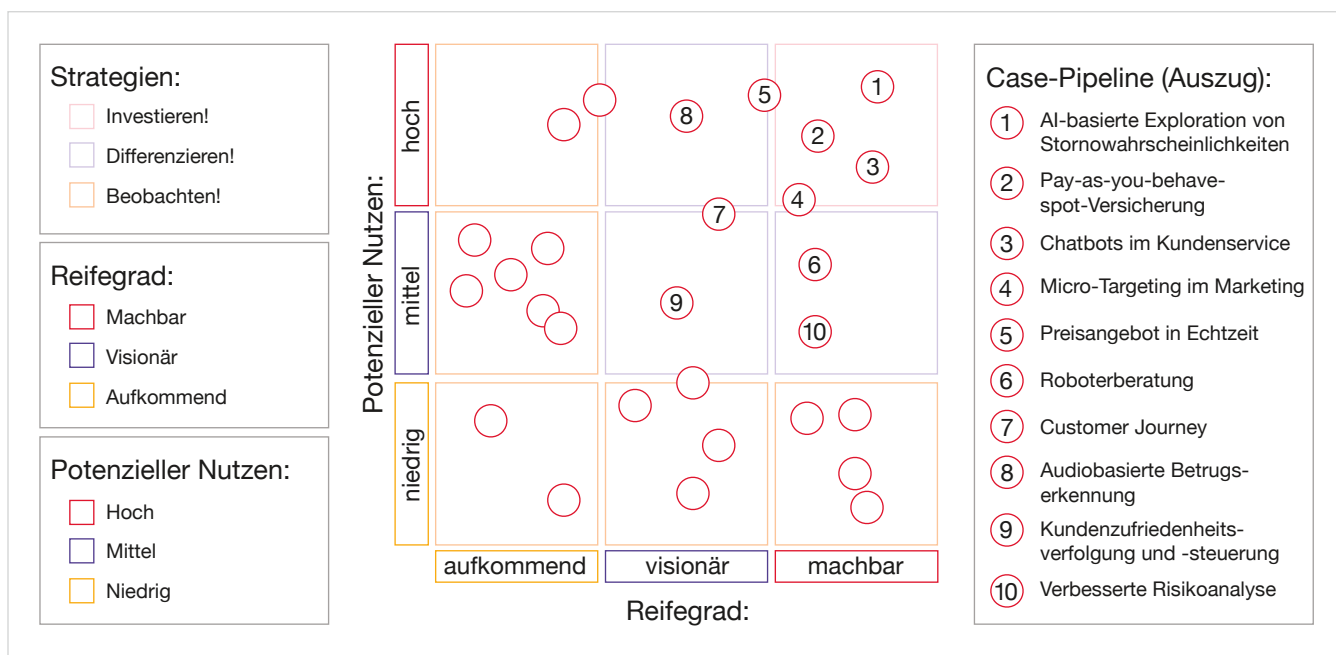 Strategien:
Investieren!
Differenzieren!
Beobachten!
Reifegrad:
Machbar
Visionär
Aufkommend
Potenzieller Nutzen:
Hoch
Mittel
Niedrig
Potenzieller Nutzen:
hoch
mittel
niedrig
1
5
8
2
3
4
7
6
9
10
aufkommend
visionär
machbar
Reifegrad:
Case-Pipeline (Auszug):
1 AI-basierte Exploration von
Stornowahrscheinlichkeiten
2 Pay-as-you-behave-
spot-Versicherung
3 Chatbots im Kundenservice
4 Micro-Targeting im Marketing
5 Preisangebot in Echtzeit
6 Roboterberatung
7 Customer Journey
8 Audiobasierte Betrugs-
erkennung
9 Kundenzufriedenheits-
verfolgung und -steuerung
10 Verbesserte Risikoanalyse